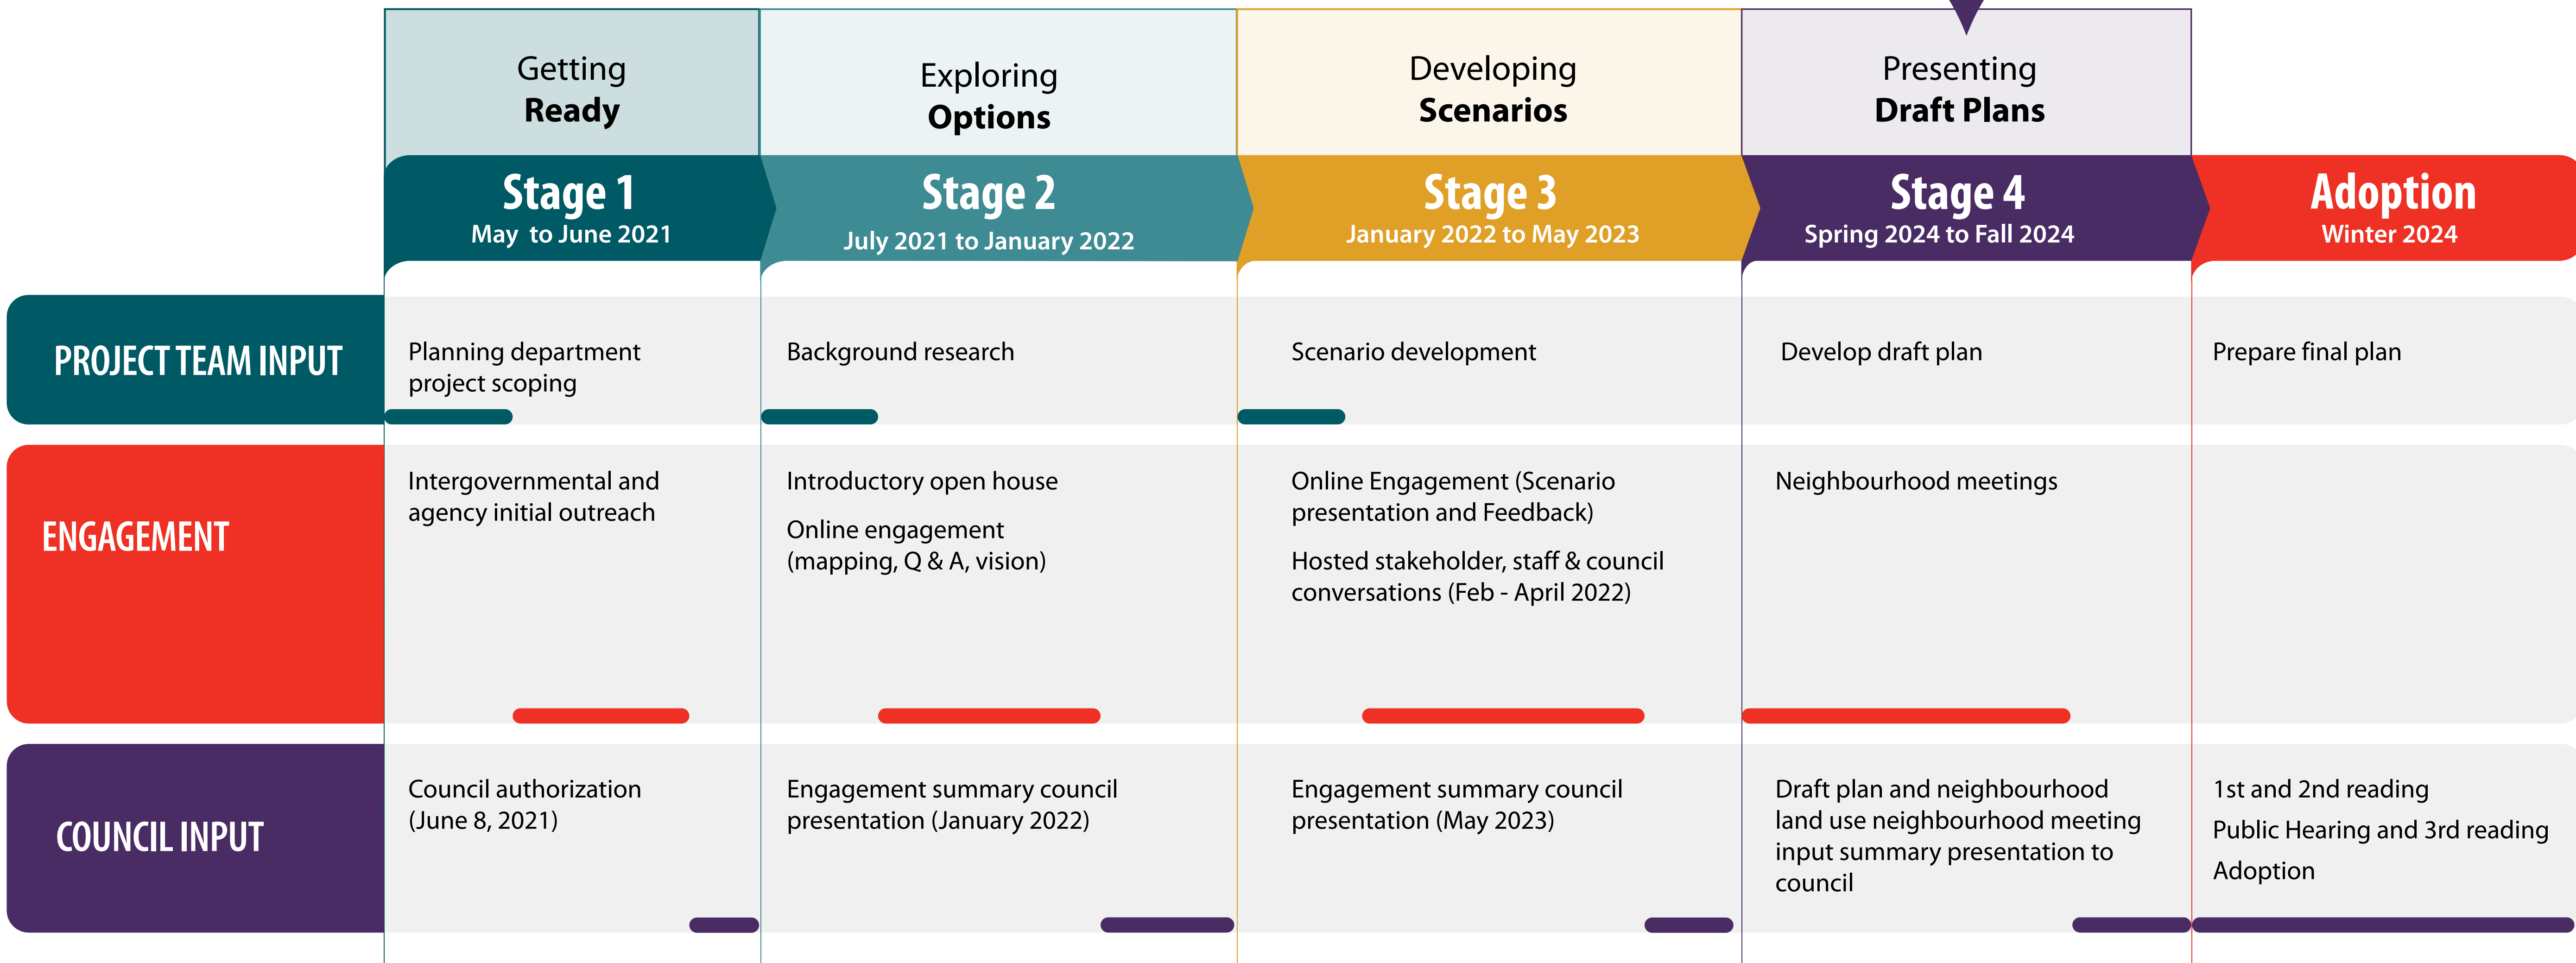 Getting
Ready
Exploring
Options
Developing
Scenarios
Presenting
Draft Plans
Stage 1
May to June 2021
Stage 2
July 2021 to January 2022
Stage 3
January 2022 to May 2023
Stage 4
Spring 2024 to Fall 2024
Adoption
Winter 2024
PROJECT TEAM INPUT
Planning department
project scoping
Background research
Scenario development
Develop draft plan
Prepare final plan
ENGAGEMENT
Intergovernmental and
agency initial outreach
Introductory open house
Online engagement
(mapping, Q & A, vision)
Online Engagement (Scenario
presentation and Feedback)
Hosted stakeholder, staff & council
conversations (Feb - April 2022)
Neighbourhood meetings
COUNCIL INPUT
Council authorization
(June 8, 2021)
Engagement summary council
presentation (January 2022)
Engagement summary council
presentation (May 2023)
Draft plan and neighbourhood
land use neighbourhood meeting
input summary presentation to
council
1st and 2nd reading
Public Hearing and 3rd reading
Adoption